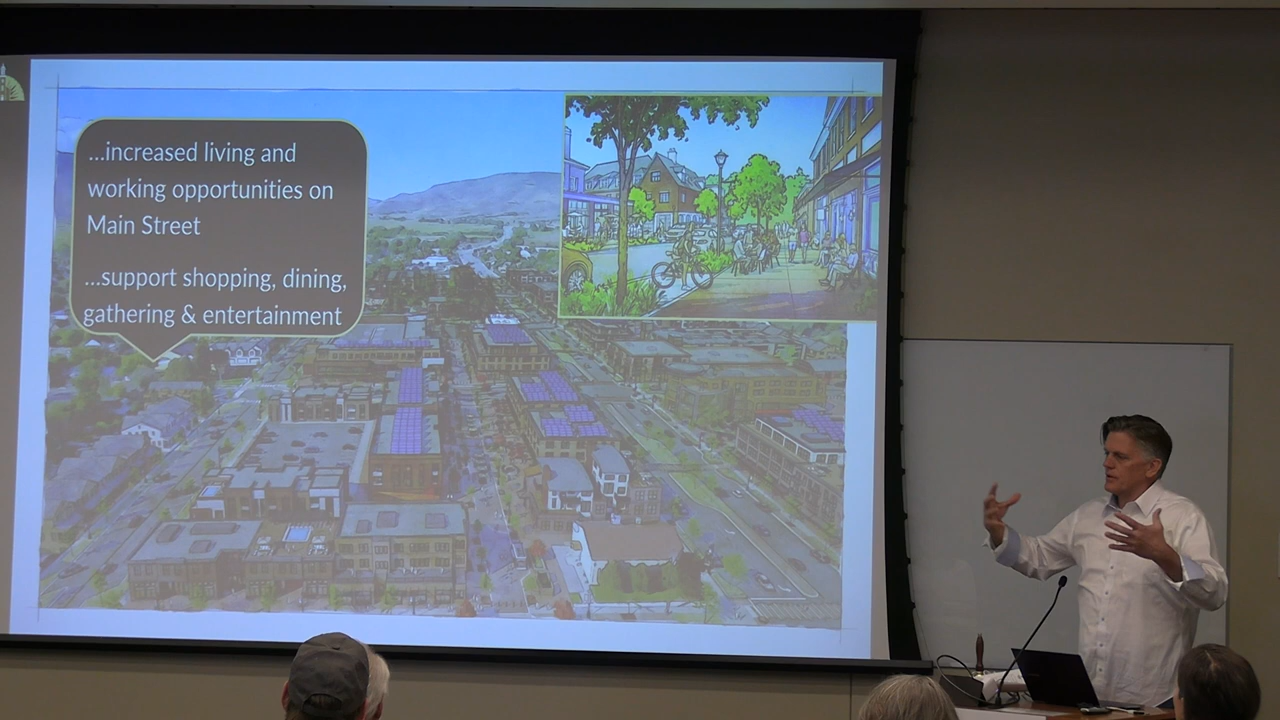 ...increased living and
working opportunities on
Main Street
...support shopping, dining,
gathering & entertainment